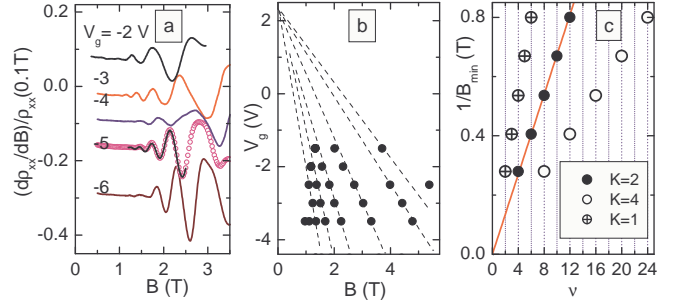 a
V_g = -2 V
-3
-4
-5
-6
0.2
0.0
-0.2
-0.4
(dρ_xx/dB)/ρ_xx(0.1T)
0
1
2
3
B (T)
b
2
0
-2
-4
V_g (V)
0
2
4
6
B (T)
c
0.8
0.4
0.0
1/B_min (T)
K=2
K=4
K=1
0
4
8
12
16
20
24
ν